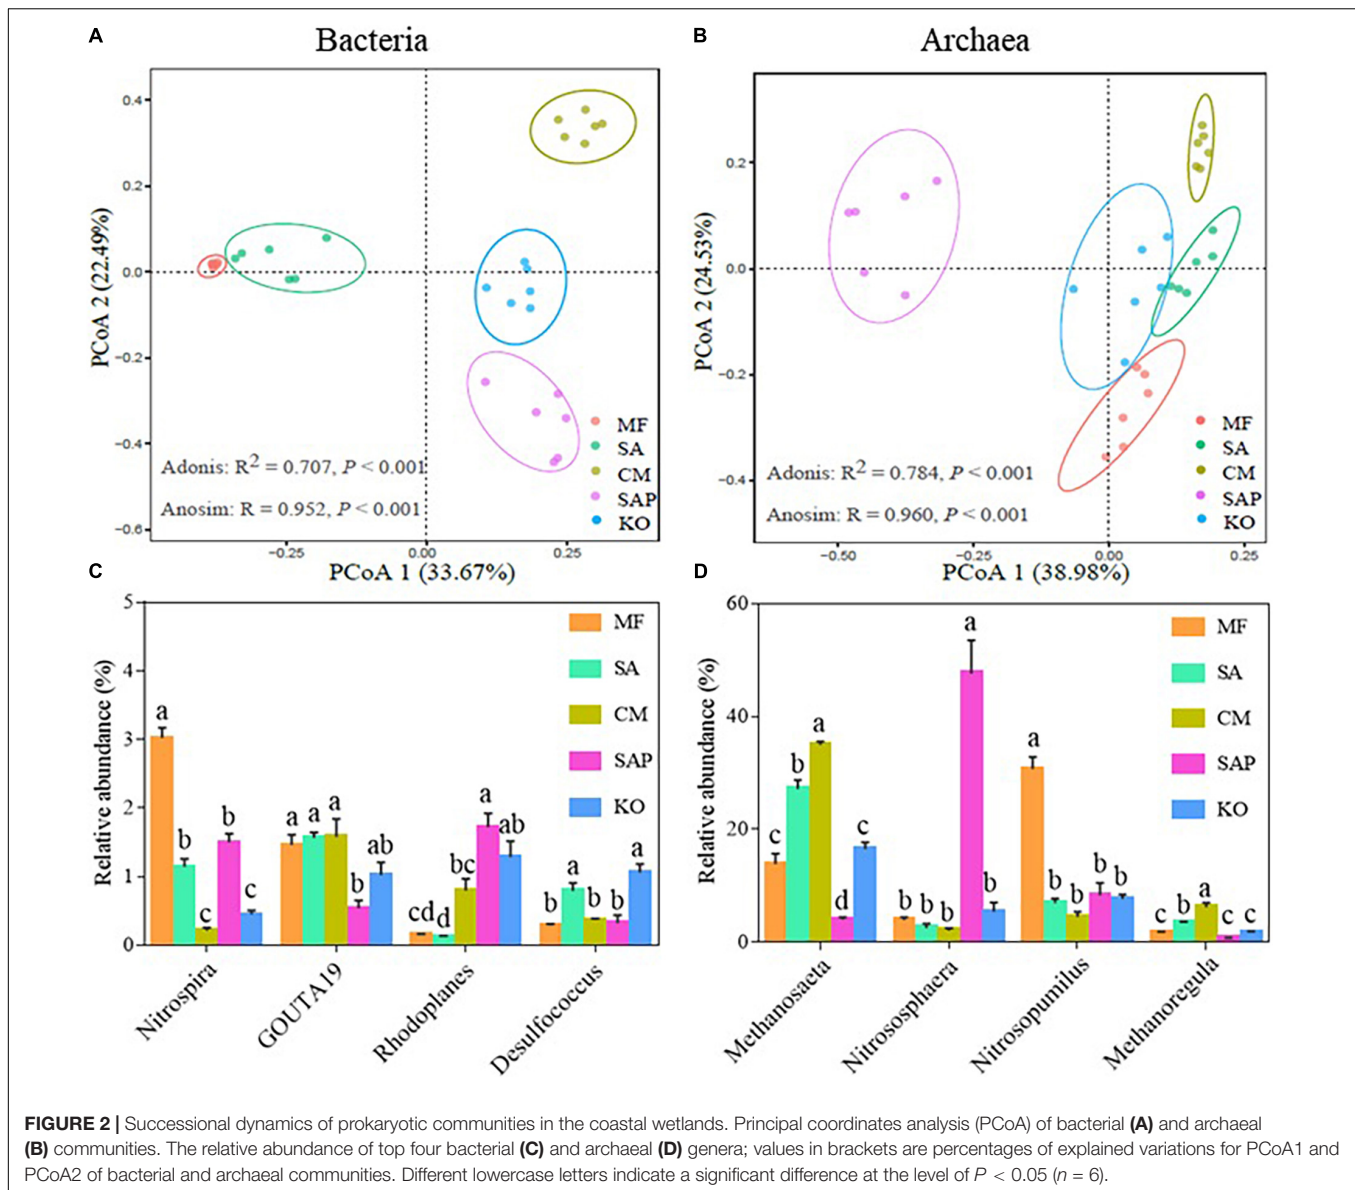 A
Bacteria
PCoA 2 (22.49%)
0.4
0.2
0.0
−0.2
−0.4
−0.6
Adonis: R2 = 0.707, P < 0.001
Anosim: R = 0.952, P < 0.001
MF
SA
CM
SAP
KO
−0.25
0.00
0.25
PCoA 1 (33.67%)
B
Archaea
PCoA 2 (24.53%)
0.2
0.0
−0.2
−0.4
Adonis: R2 = 0.784, P < 0.001
Anosim: R = 0.960, P < 0.001
MF
SA
CM
SAP
KO
−0.50
−0.25
0.00
0.25
PCoA 1 (38.98%)
C
Relative abundance (%)
5
4
3
2
1
0
MF
SA
CM
SAP
KO
a
b
c
b
c
a
a
a
b
ab
cd
d
bc
a
ab
b
a
b
b
a
Nitrospira
GOUTA19
Rhodoplanes
Desulfococcus
D
Relative abundance (%)
60
40
20
0
MF
SA
CM
SAP
KO
c
b
a
d
c
b
b
b
a
b
a
b
b
b
b
c
b
a
c
c
Methanosaeta
Nitrososphaera
Nitrosopumilus
Methanoregula
FIGURE 2 | Successional dynamics of prokaryotic communities in the coastal wetlands. Principal coordinates analysis (PCoA) of bacterial (A) and archaeal
(B) communities. The relative abundance of top four bacterial (C) and archaeal (D) genera; values in brackets are percentages of explained variations for PCoA1 and
PCoA2 of bacterial and archaeal communities. Different lowercase letters indicate a significant difference at the level of P < 0.05 (n = 6).